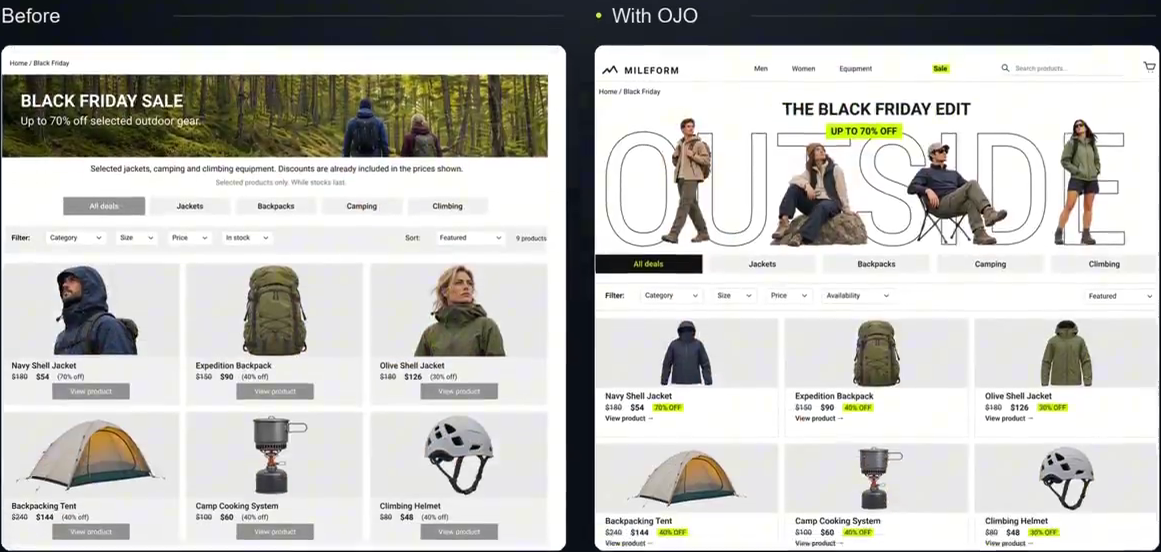 Before
With OJO
Home / Black Friday
BLACK FRIDAY SALE
Up to 70% off selected outdoor gear.
Selected jackets, camping and climbing equipment. Discounts are already included in the prices shown.
Selected products only. While stocks last.
All deals Jackets Backpacks Camping Climbing
Filter: Category Size Price In stock Sort: Featured 9 products
Navy Shell Jacket Expedition Backpack Olive Shell Jacket
$180 $54 (70% off) $150 $90 (40% off) $180 $126 (30% off)
View product View product View product
Backpacking Tent Camp Cooking System Climbing Helmet
$240 $144 (40% off) $100 $60 (40% off) $80 $48 (40% off)
View product View product View product
MILEFORM Men Women Equipment Sale Search products...
Home / Black Friday
THE BLACK FRIDAY EDIT
UP TO 70% OFF
OUTSIDE
All deals Jackets Backpacks Camping Climbing
Filter: Category Size Price Availability Featured
Navy Shell Jacket Expedition Backpack Olive Shell Jacket
$180 $54 70% OFF $150 $90 40% OFF $180 $126 30% OFF
View product → View product → View product →
Backpacking Tent Camp Cooking System Climbing Helmet
$240 $144 40% OFF $100 $60 40% OFF $80 $48 30% OFF
View product → View product → View product →